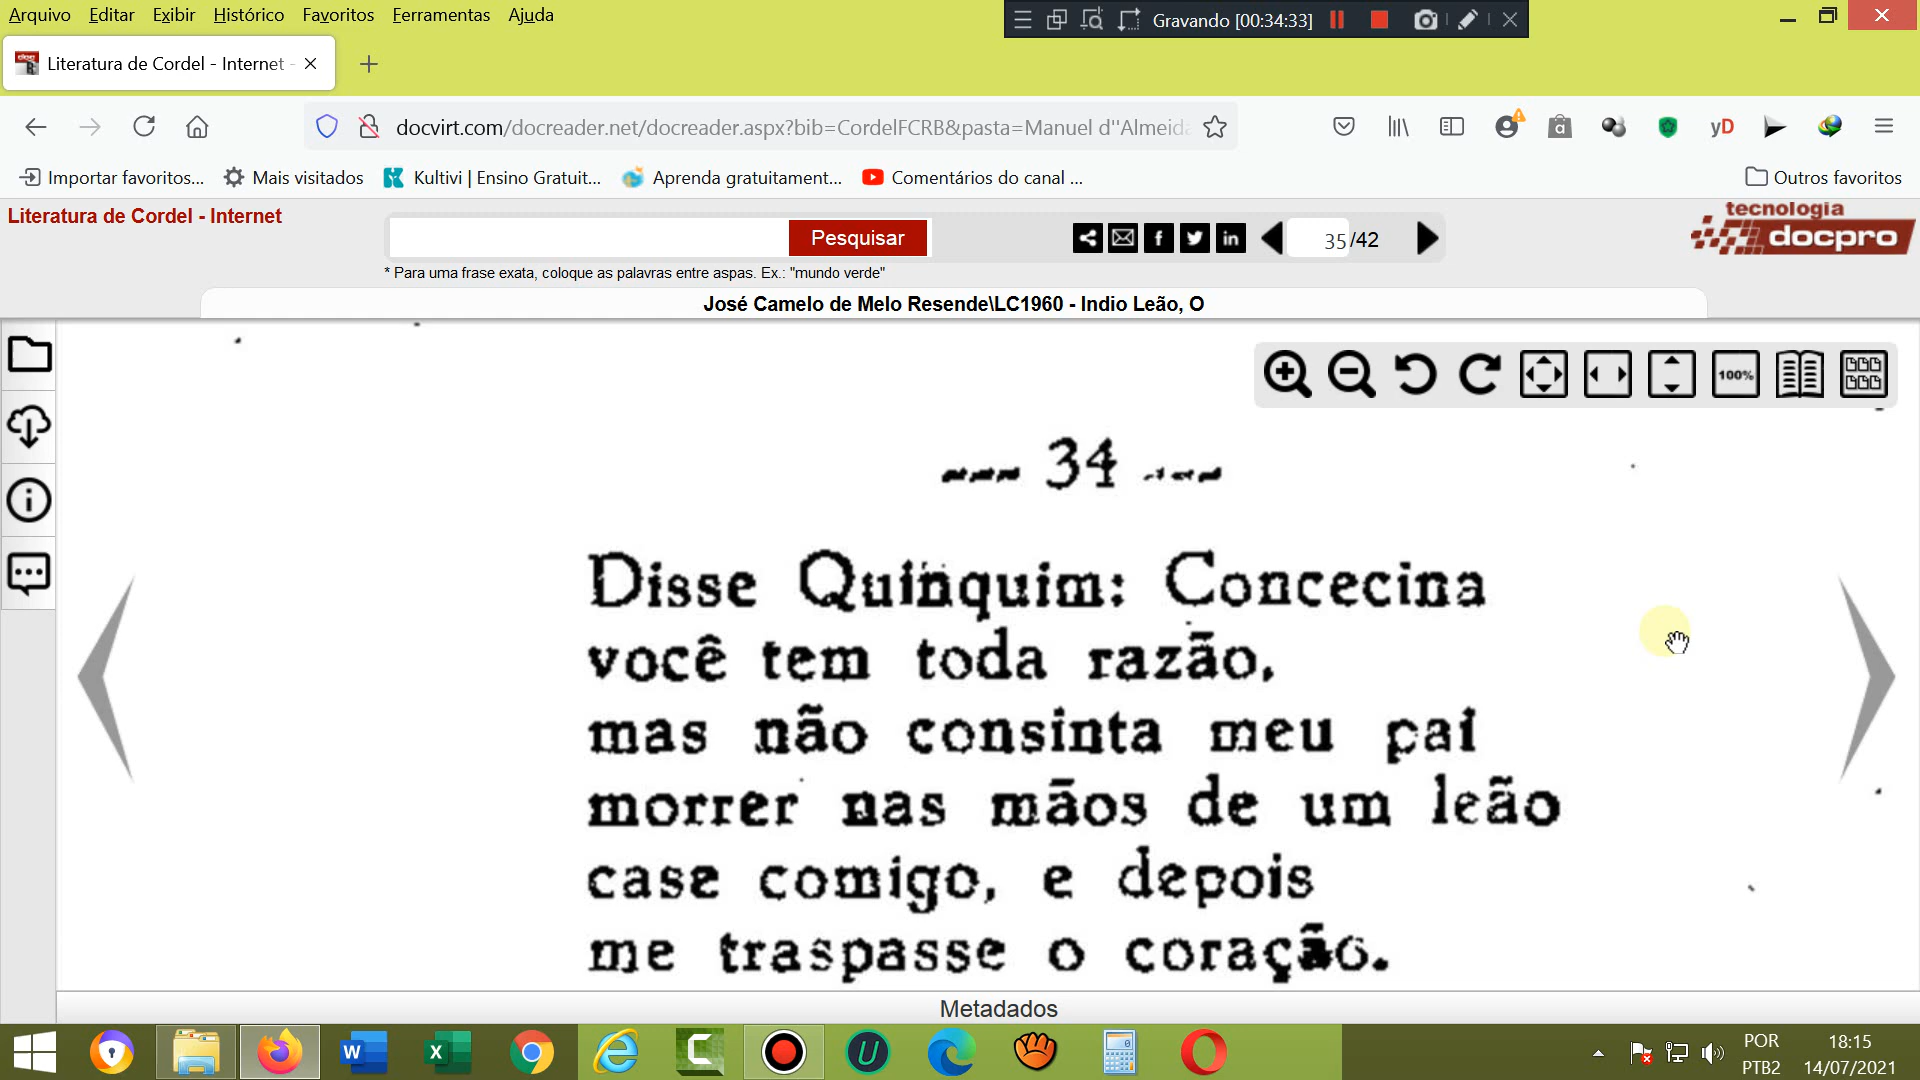 Arquivo Editar Exibir Histórico Favoritos Ferramentas Ajuda
Gravando [00:34:33]
Literatura de Cordel - Internet -
docvirt.com/docreader.net/docreader.aspx?bib=CordelFCRB&pasta=Manuel d''Almeida
Importar favoritos... Mais visitados Kultivi | Ensino Gratuit... Aprenda gratuitament... Comentários do canal ... Outros favoritos
Literatura de Cordel - Internet
Pesquisar
35 /42
tecnologia
docpro
* Para uma frase exata, coloque as palavras entre aspas. Ex.: "mundo verde"
José Camelo de Melo Resende\LC1960 - Indio Leão, O
100%
--- 34 ---
Disse Quinquim: Concecina
você tem toda razão,
mas não consinta meu pai
morrer nas mãos de um leão
case comigo, e depois
me traspasse o coração.
Metadados
POR
PTB2
18:15
14/07/2021